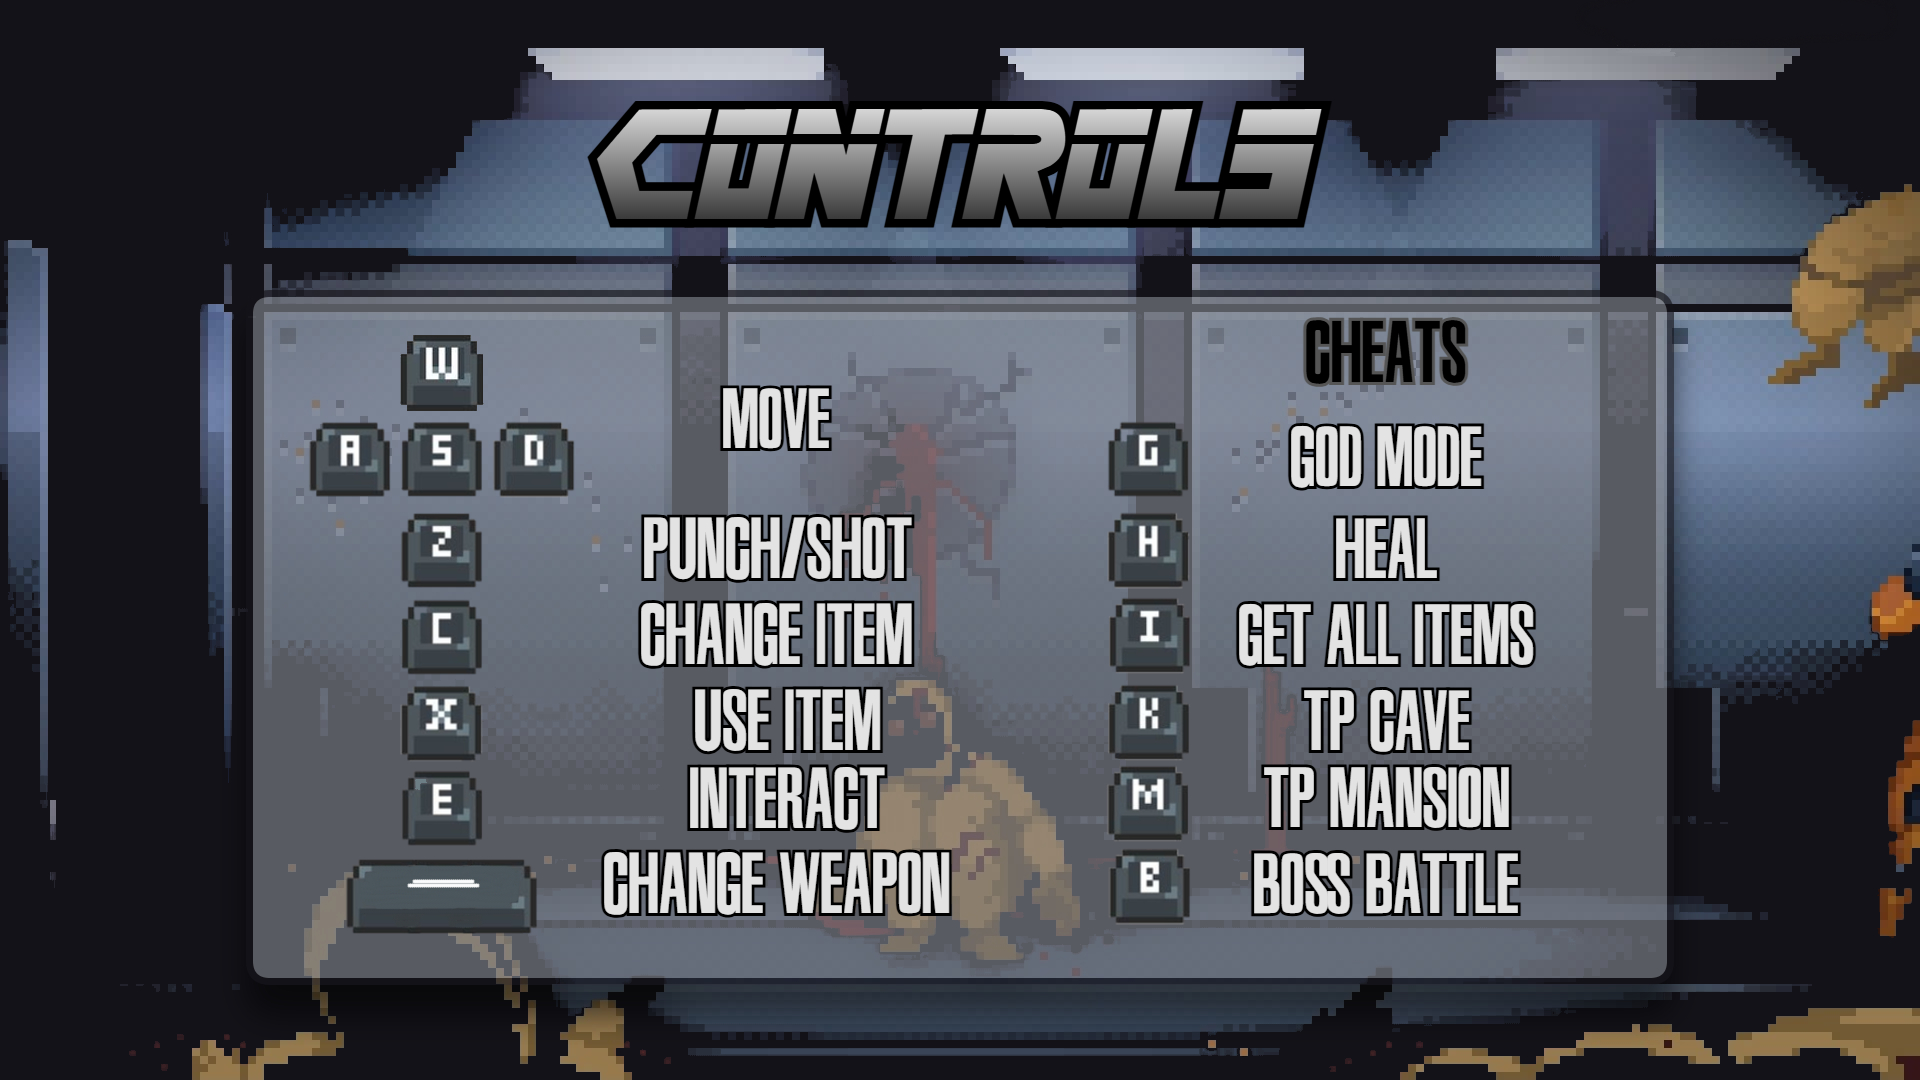 CONTROLS
W
A S D
MOVE
Z
PUNCH/SHOT
C
CHANGE ITEM
X
USE ITEM
E
INTERACT
CHANGE WEAPON
CHEATS
G
GOD MODE
H
HEAL
I
GET ALL ITEMS
K
TP CAVE
M
TP MANSION
B
BOSS BATTLE